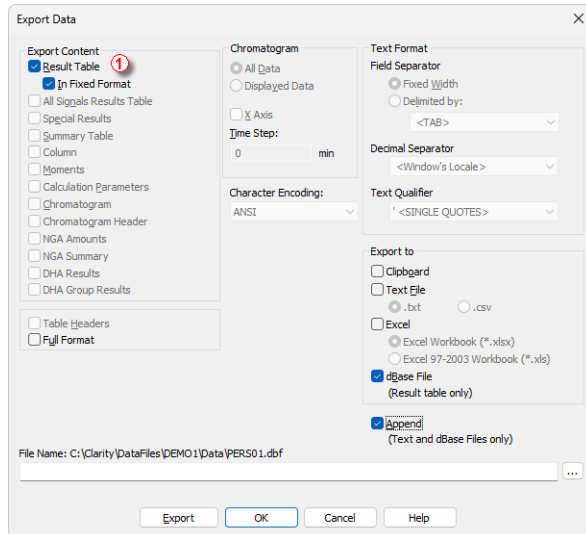 Export Data
Export Content
Result Table
1
In Fixed Format
All Signals Results Table
Special Results
Summary Table
Column
Moments
Calculation Parameters
Chromatogram
Chromatogram Header
NGA Amounts
NGA Summary
DHA Results
DHA Group Results
Table Headers
Full Format
Chromatogram
All Data
Displayed Data
X Axis
Time Step:
0 min
Character Encoding:
ANSI
Text Format
Field Separator
Fixed Width
Delimited by:
<TAB>
Decimal Separator
<Window's Locale>
Text Qualifier
' <SINGLE QUOTES>
Export to
Clipboard
Text File
.txt .csv
Excel
Excel Workbook (*.xlsx)
Excel 97-2003 Workbook (*.xls)
dBase File
(Result table only)
Append
(Text and dBase Files only)
File Name: C:\Clarity\DataFiles\DEMO1\Data\PERS01.dbf
...
Export OK Cancel Help